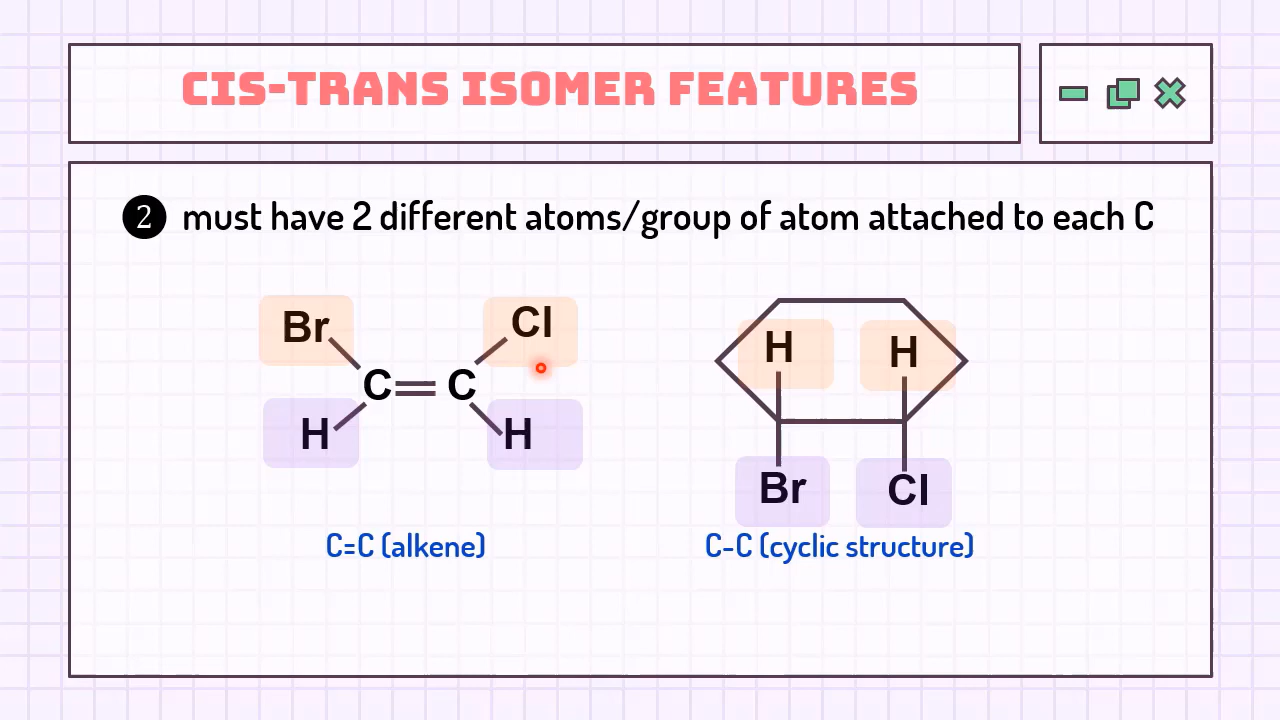 CIS-TRANS ISOMER FEATURES
❷ must have 2 different atoms/group of atom attached to each C
Br Cl
C C
H H
H H
Br Cl
C=C (alkene)
C-C (cyclic structure)